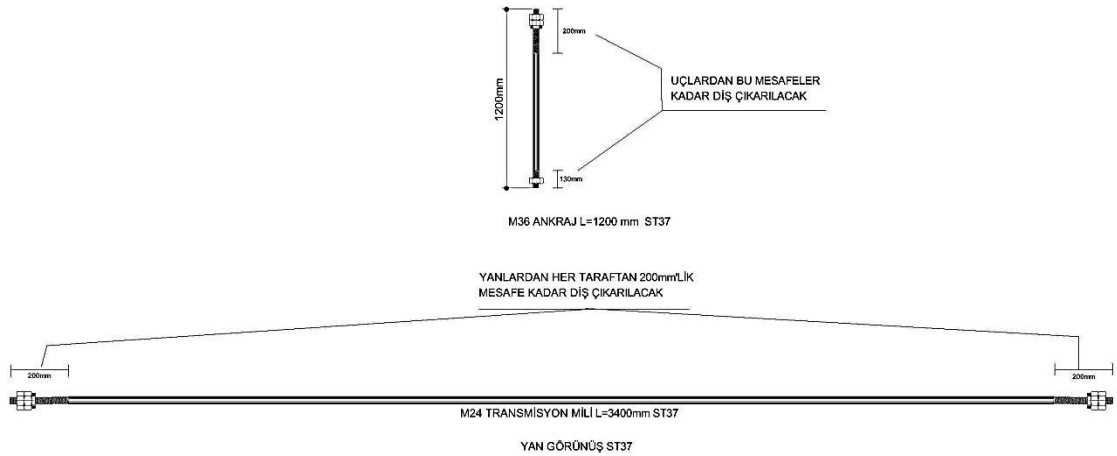 200mm
1200mm
UÇLARDAN BU MESAFELER
KADAR DİŞ ÇIKARILACAK
130mm
M36 ANKRAJ L=1200 mm ST37
YANLARDAN HER TARAFTAN 200mm'LİK
MESAFE KADAR DİŞ ÇIKARILACAK
200mm
200mm
M24 TRANSMİSYON MİLİ L=3400mm ST37
YAN GÖRÜNÜŞ ST37